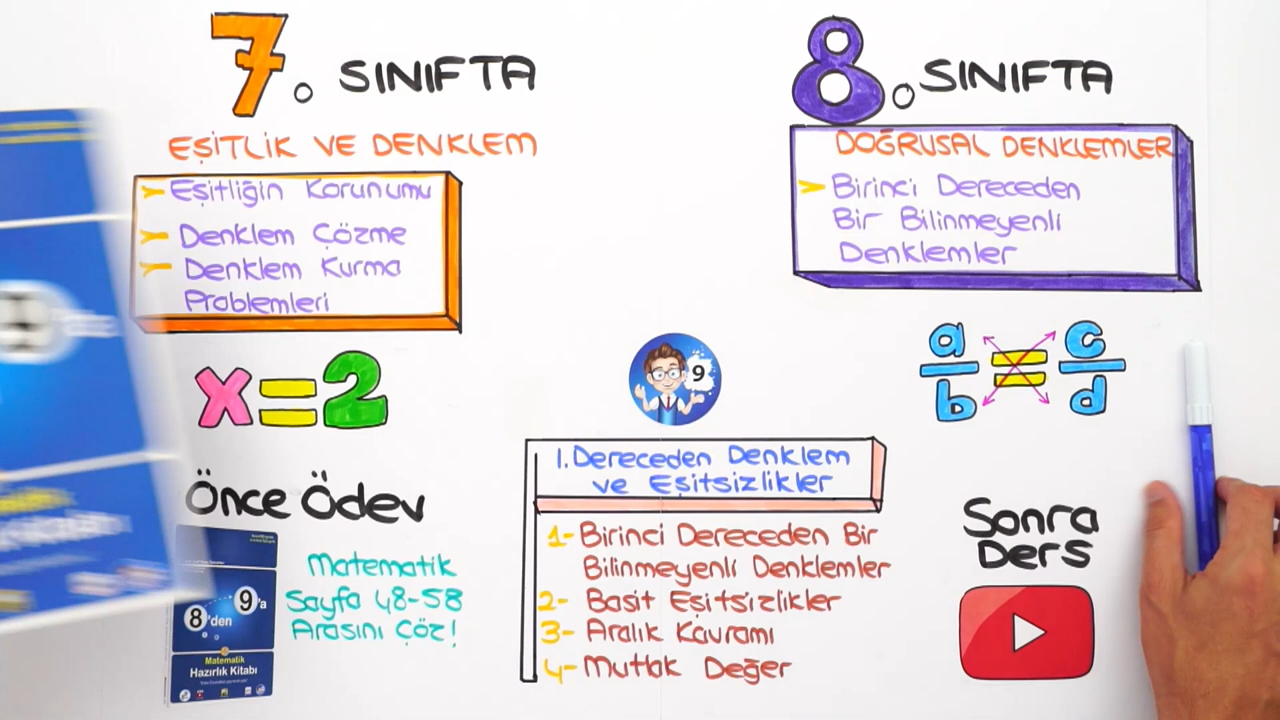 7. SINIFTA
EŞİTLİK VE DENKLEM
Eşitliğin Korunumu
Denklem Çözme
Denklem Kurma
Problemleri
x=2
Önce Ödev
Matematik
Sayfa 48-58
Arasını Çöz!
8'den 9'a
Matematik
Hazırlık Kitabı
9
1.Dereceden Denklem
ve Eşitsizlikler
1- Birinci Dereceden Bir
Bilinmeyenli Denklemler
2- Basit Eşitsizlikler
3- Aralık Kavramı
4- Mutlak Değer
8. SINIFTA
DOĞRUSAL DENKLEMLER
Birinci Dereceden
Bir Bilinmeyenli
Denklemler
a = c
b d
Sonra
Ders